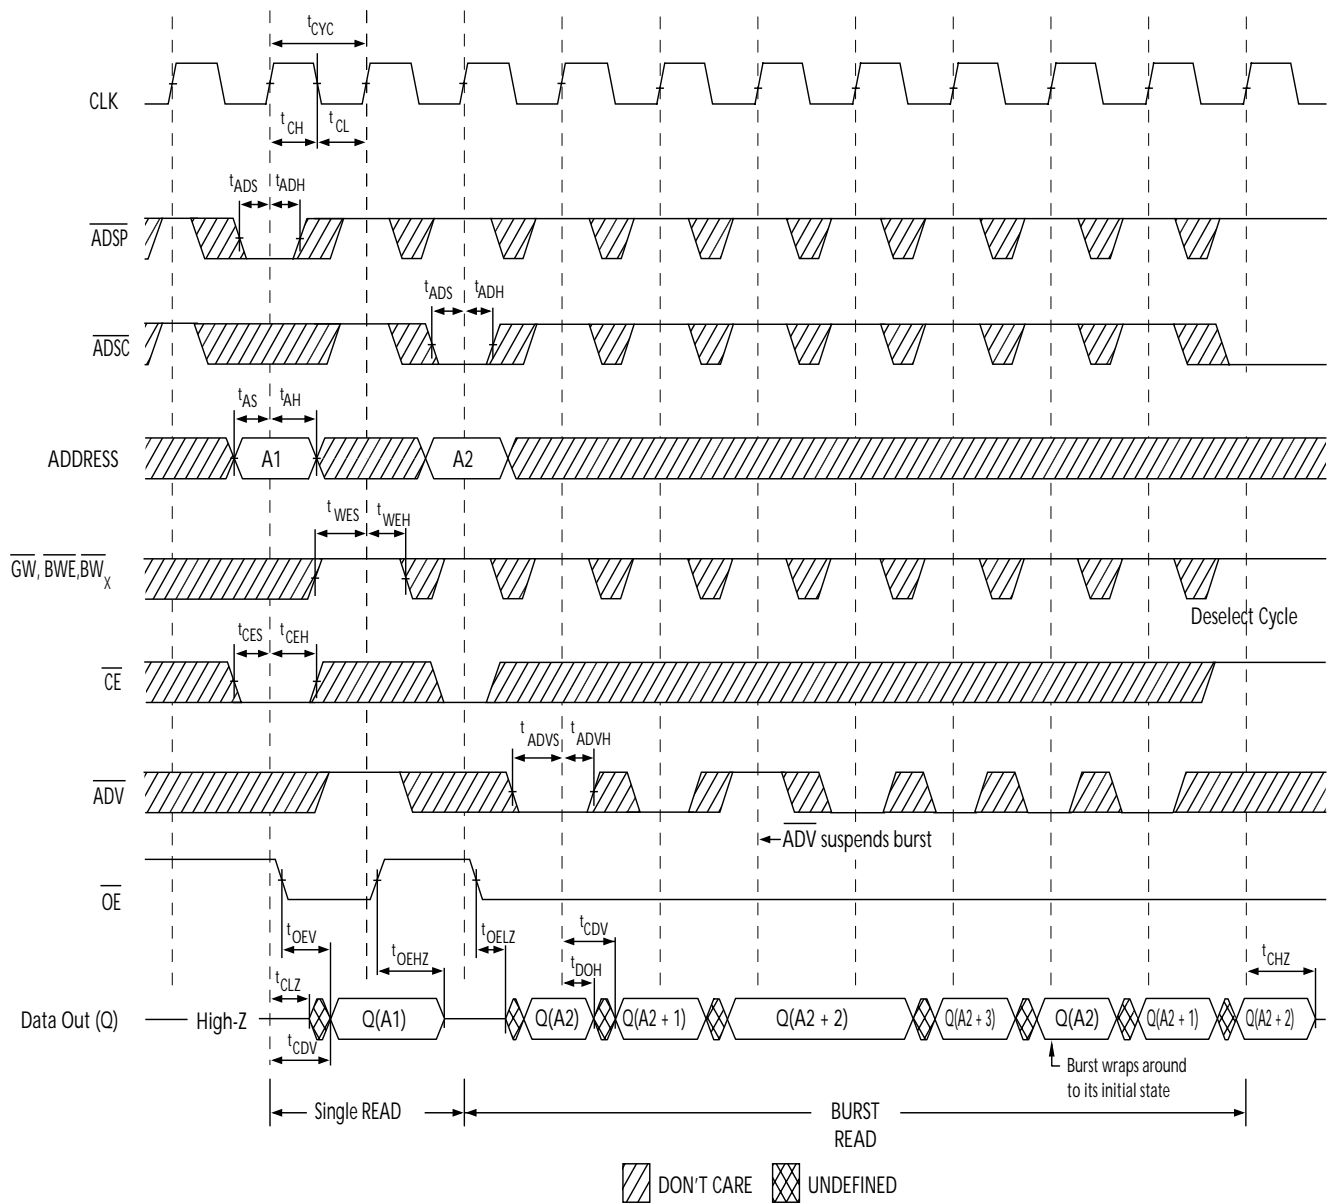 tCYC
CLK
tCH
tCL
tADS
tADH
ADSP
tADS
tADH
ADSC
tAS
tAH
ADDRESS
A1
A2
tWES
tWEH
GW, BWE,BWX
Deselect Cycle
tCES
tCEH
CE
tADVS
tADVH
ADV
ADV suspends burst
OE
tOEV
tOEHZ
tOELZ
tCDV
tCLZ
tDOH
tCHZ
Data Out (Q)
High-Z
Q(A1)
Q(A2)
Q(A2 + 1)
Q(A2 + 2)
Q(A2 + 3)
Q(A2)
Q(A2 + 1)
Q(A2 + 2)
tCDV
Burst wraps around
to its initial state
Single READ
BURST
READ
DON'T CARE
UNDEFINED